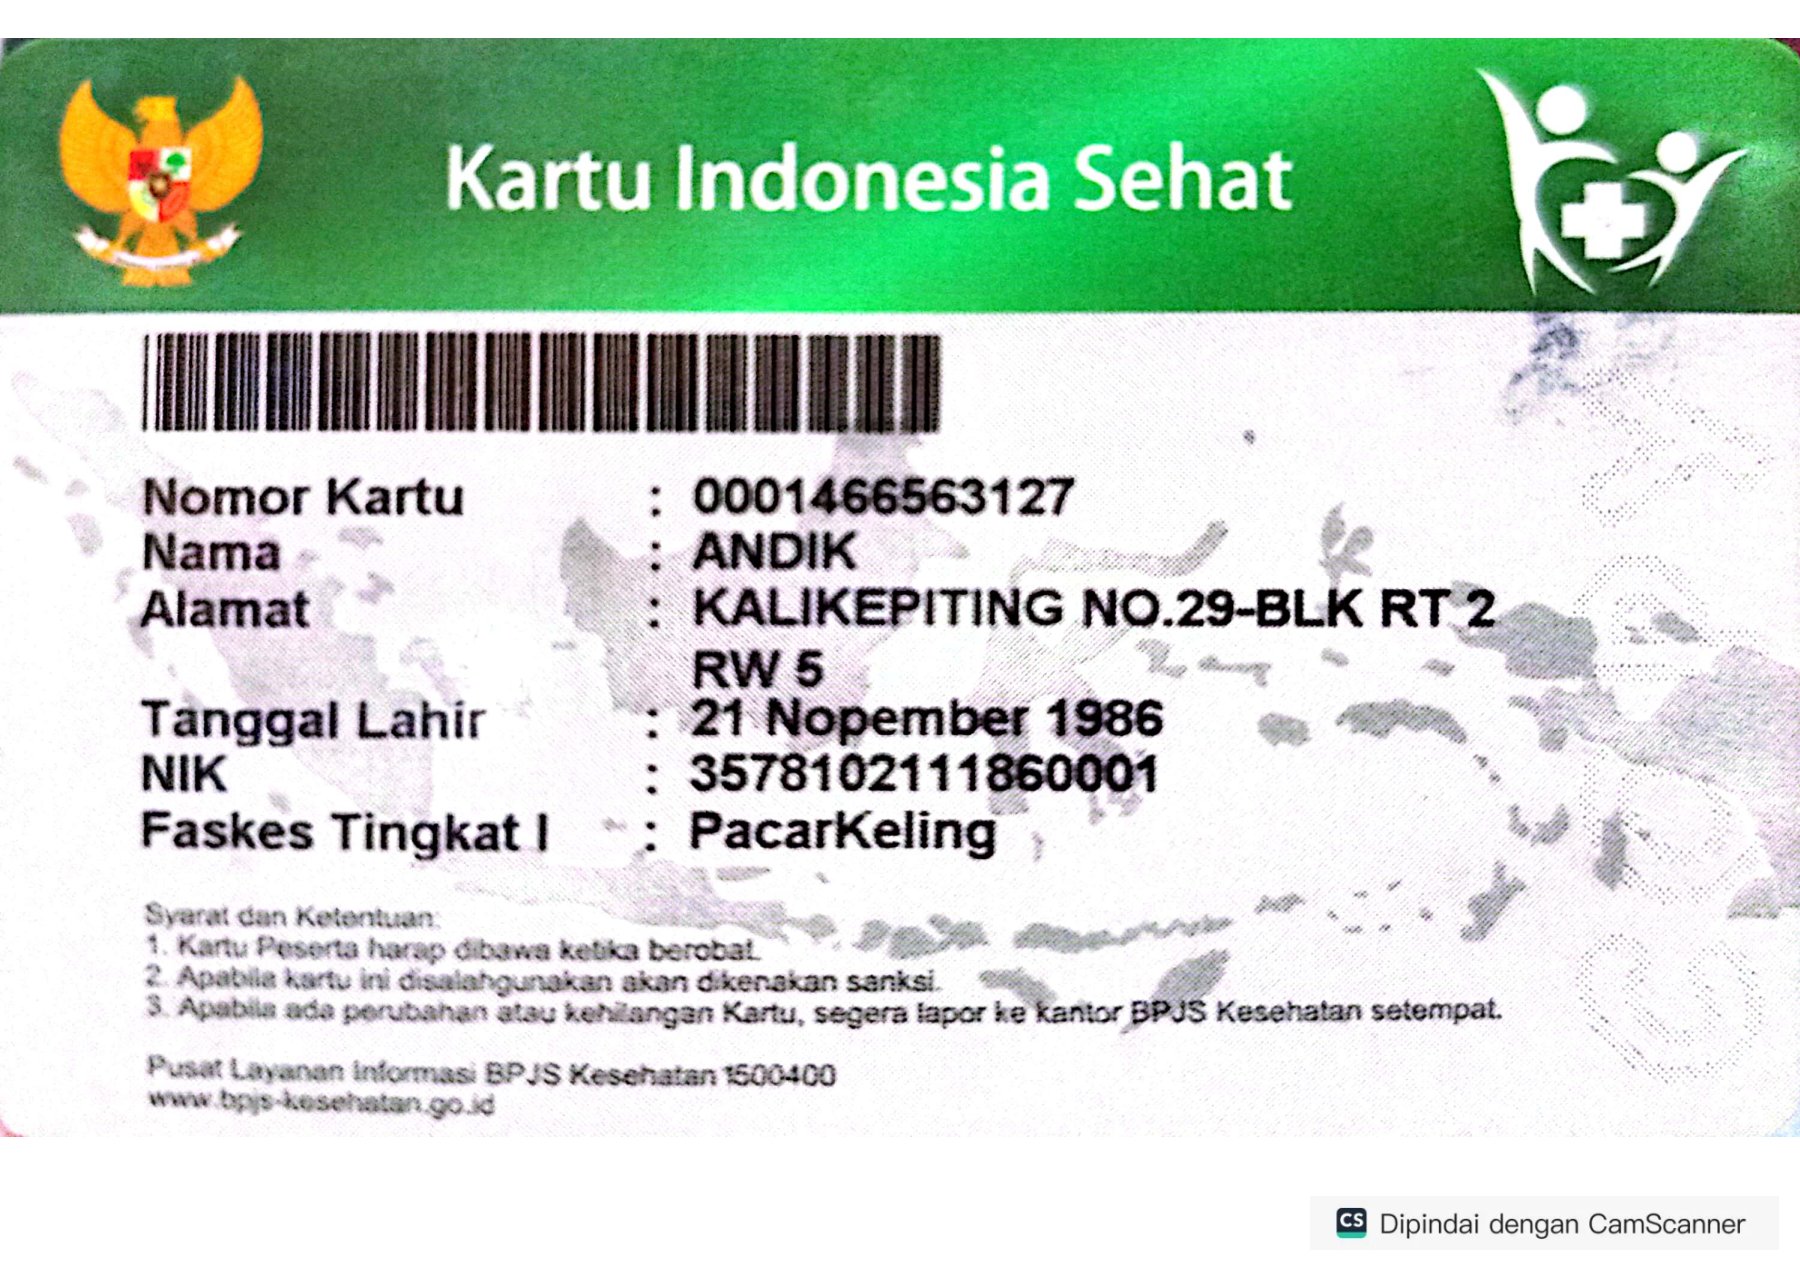 Kartu Indonesia Sehat
Nomor Kartu : 0001466563127
Nama : ANDIK
Alamat : KALIKEPITING NO.29-BLK RT 2
RW 5
Tanggal Lahir : 21 Nopember 1986
NIK : 3578102111860001
Faskes Tingkat I : PacarKeling
Syarat dan Ketentuan:
1. Kartu Peserta harap dibawa ketika berobat.
2. Apabila kartu ini disalahgunakan akan dikenakan sanksi.
3. Apabila ada perubahan atau kehilangan Kartu, segera lapor ke kantor BPJS Kesehatan setempat.
Pusat Layanan Informasi BPJS Kesehatan 1500400
www.bpjs-kesehatan.go.id
CS Dipindai dengan CamScanner